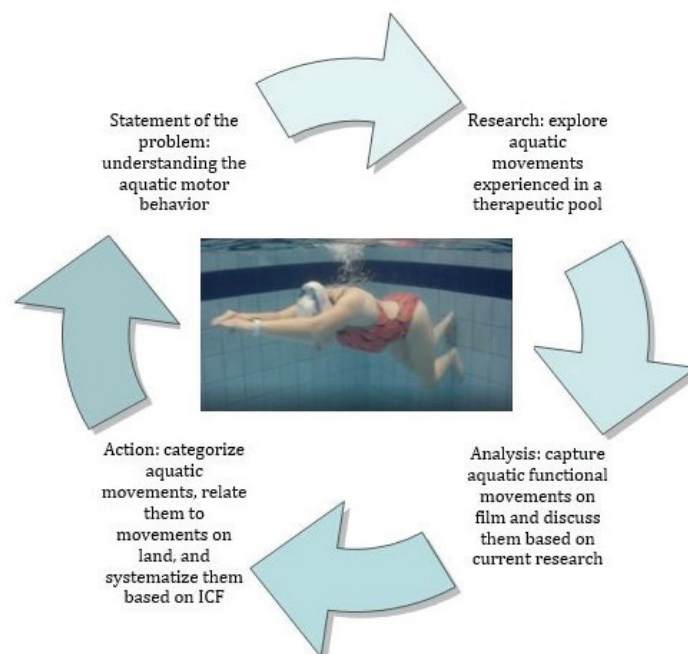 Statement of the
problem:
understanding the
aquatic motor
behavior
Research: explore
aquatic
movements
experienced in a
therapeutic pool
Analysis: capture
aquatic functional
movements on
film and discuss
them based on
current research
Action: categorize
aquatic
movements, relate
them to
movements on
land, and
systematize them
based on ICF